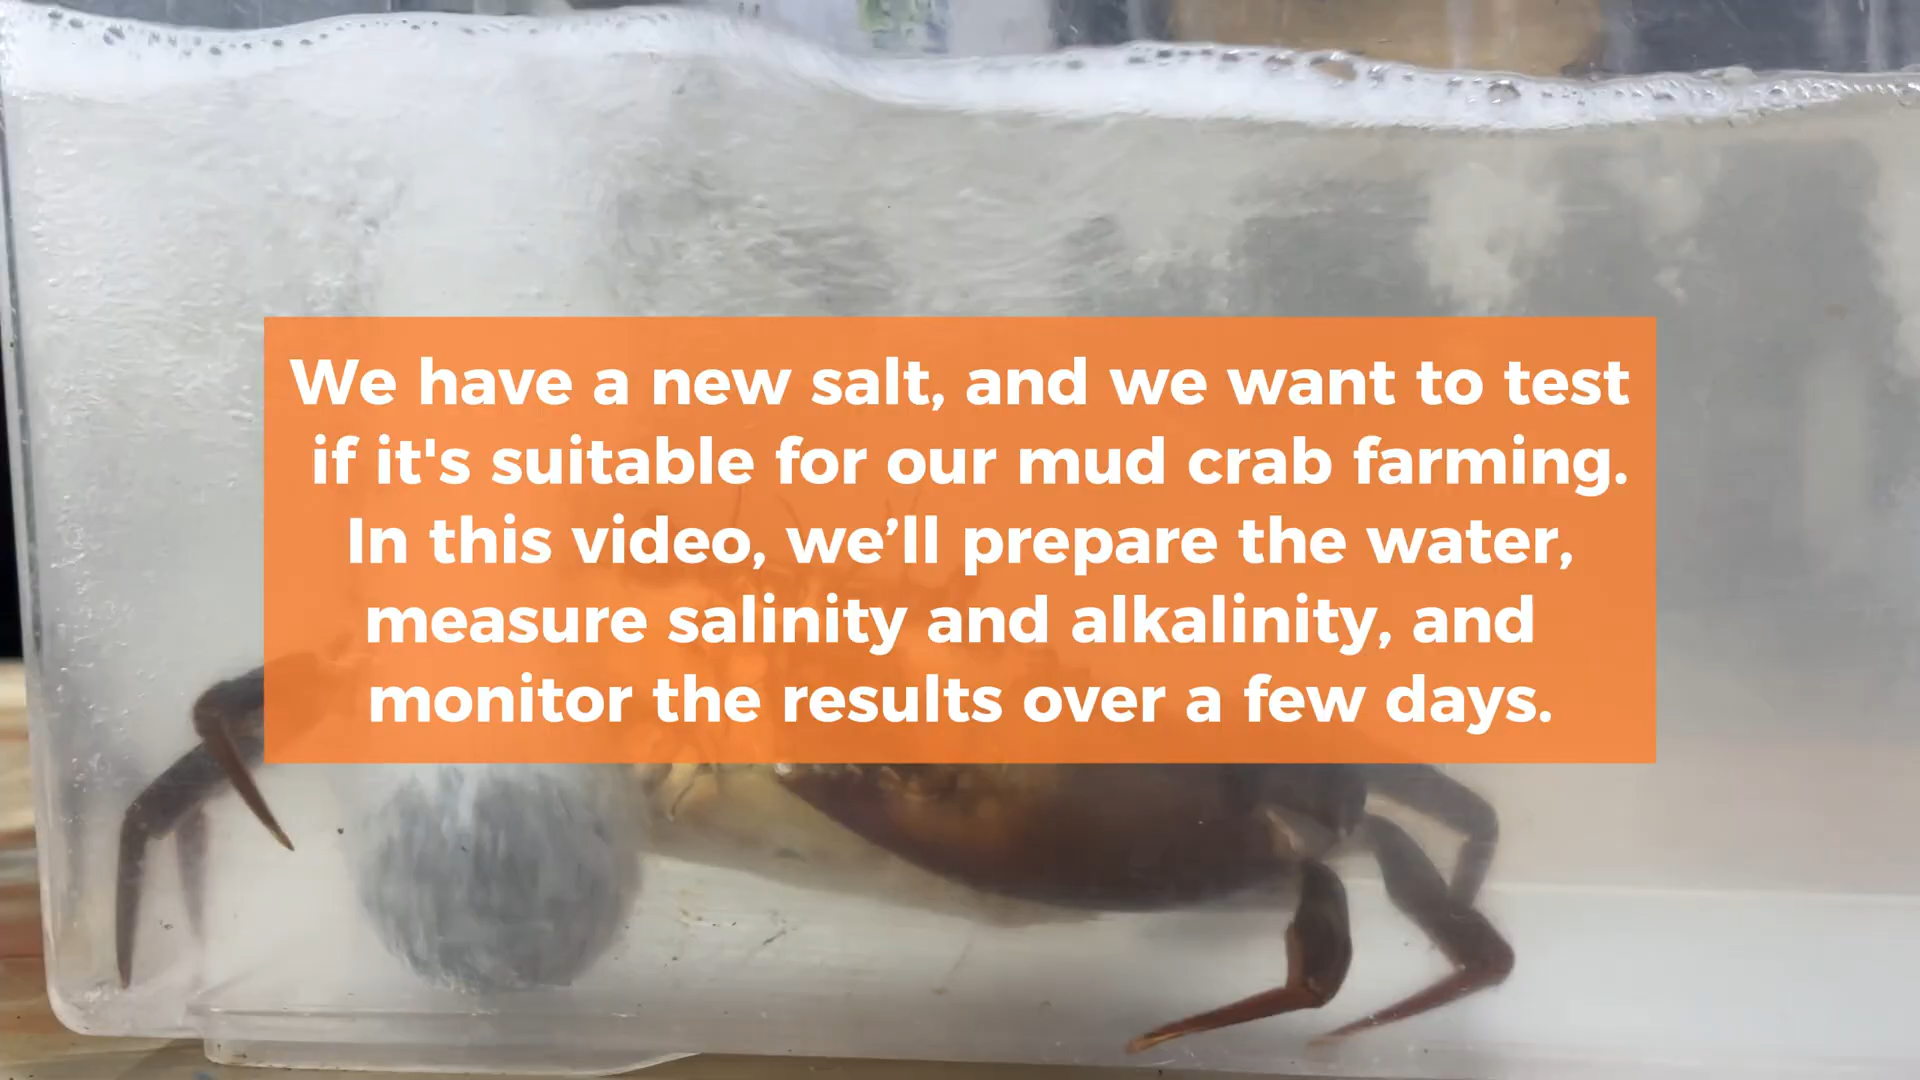 We have a new salt, and we want to test
if it's suitable for our mud crab farming.
In this video, we’ll prepare the water,
measure salinity and alkalinity, and
monitor the results over a few days.